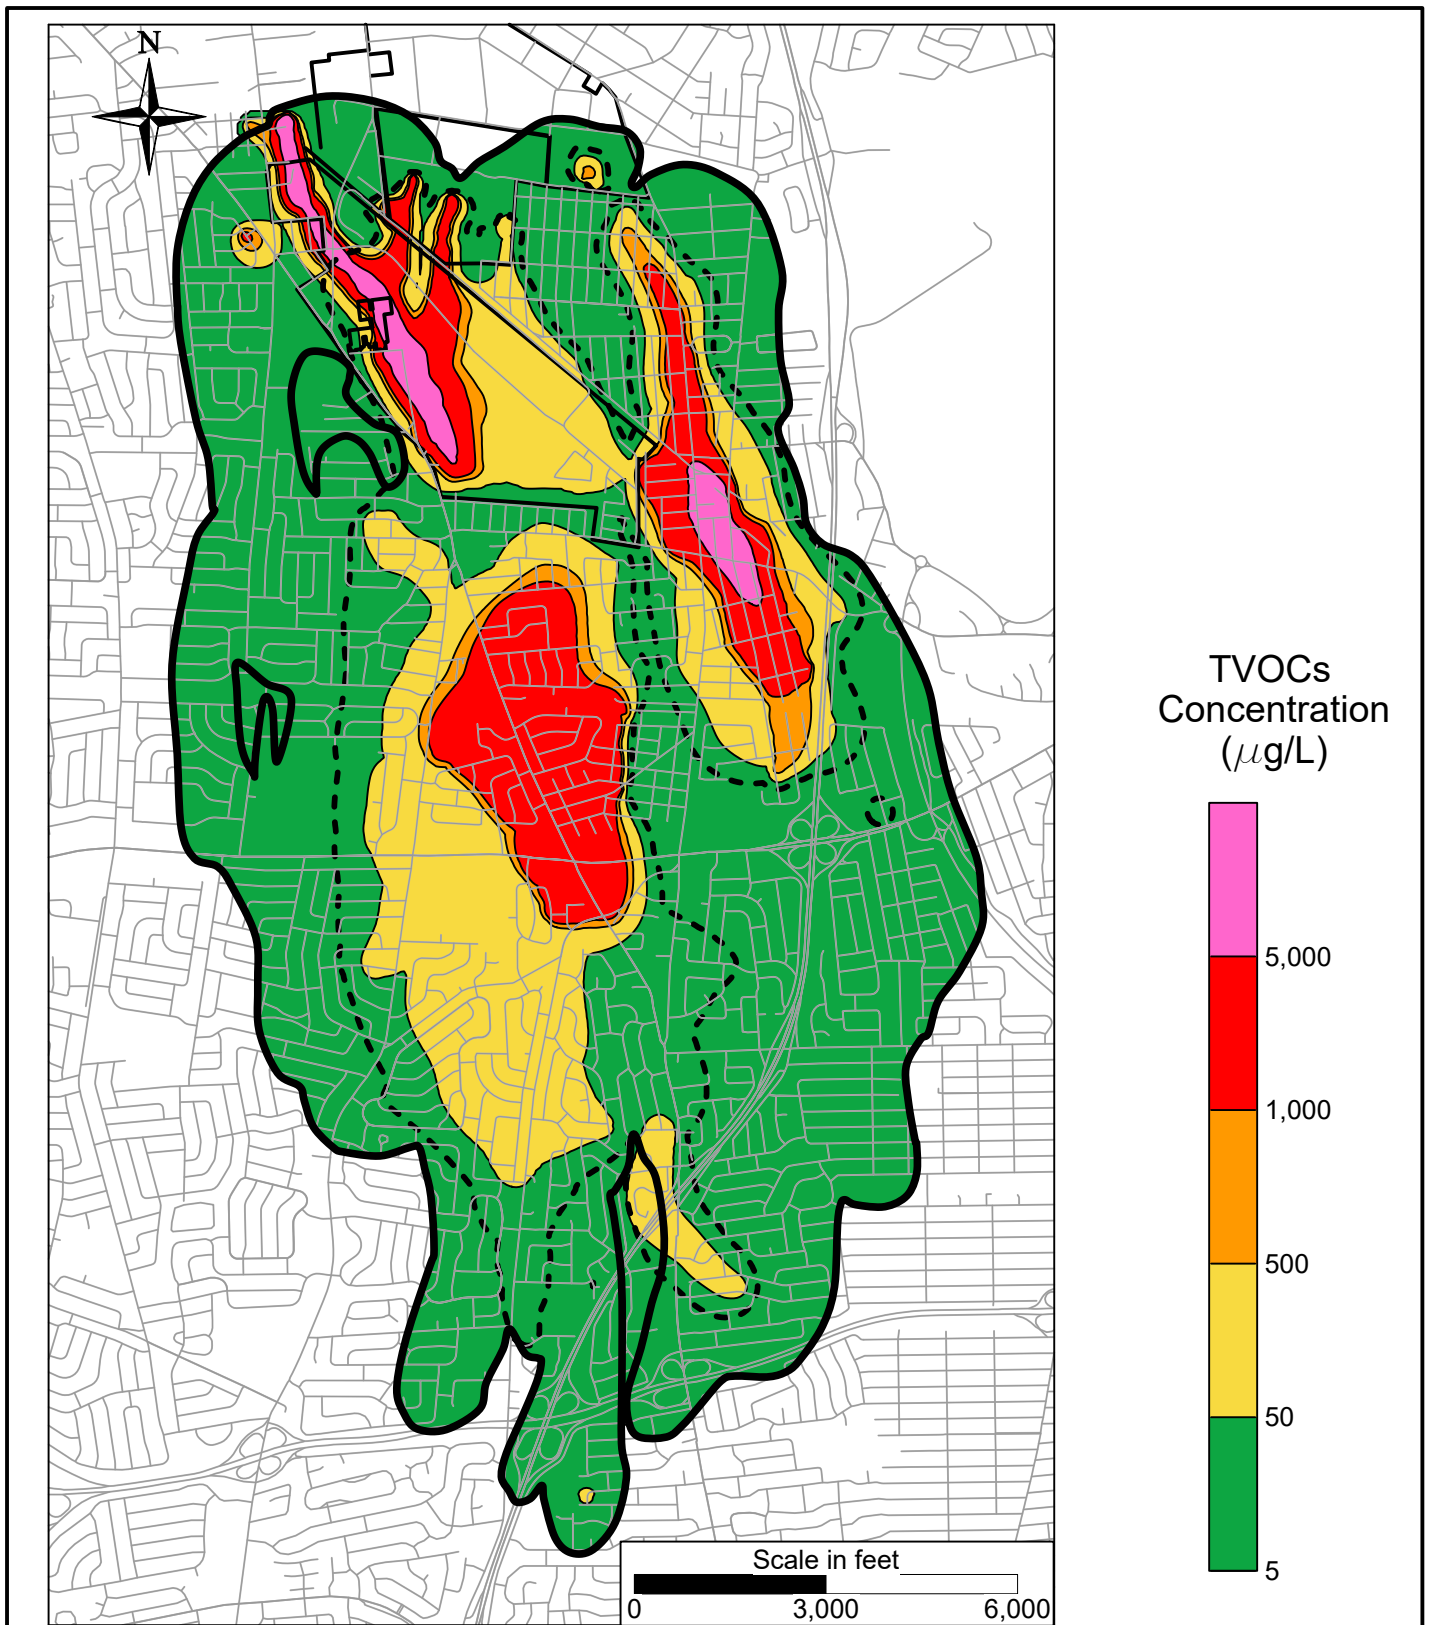 N
TVOCs
Concentration
(μg/L)
5,000
1,000
500
50
5
Scale in feet
0 3,000 6,000